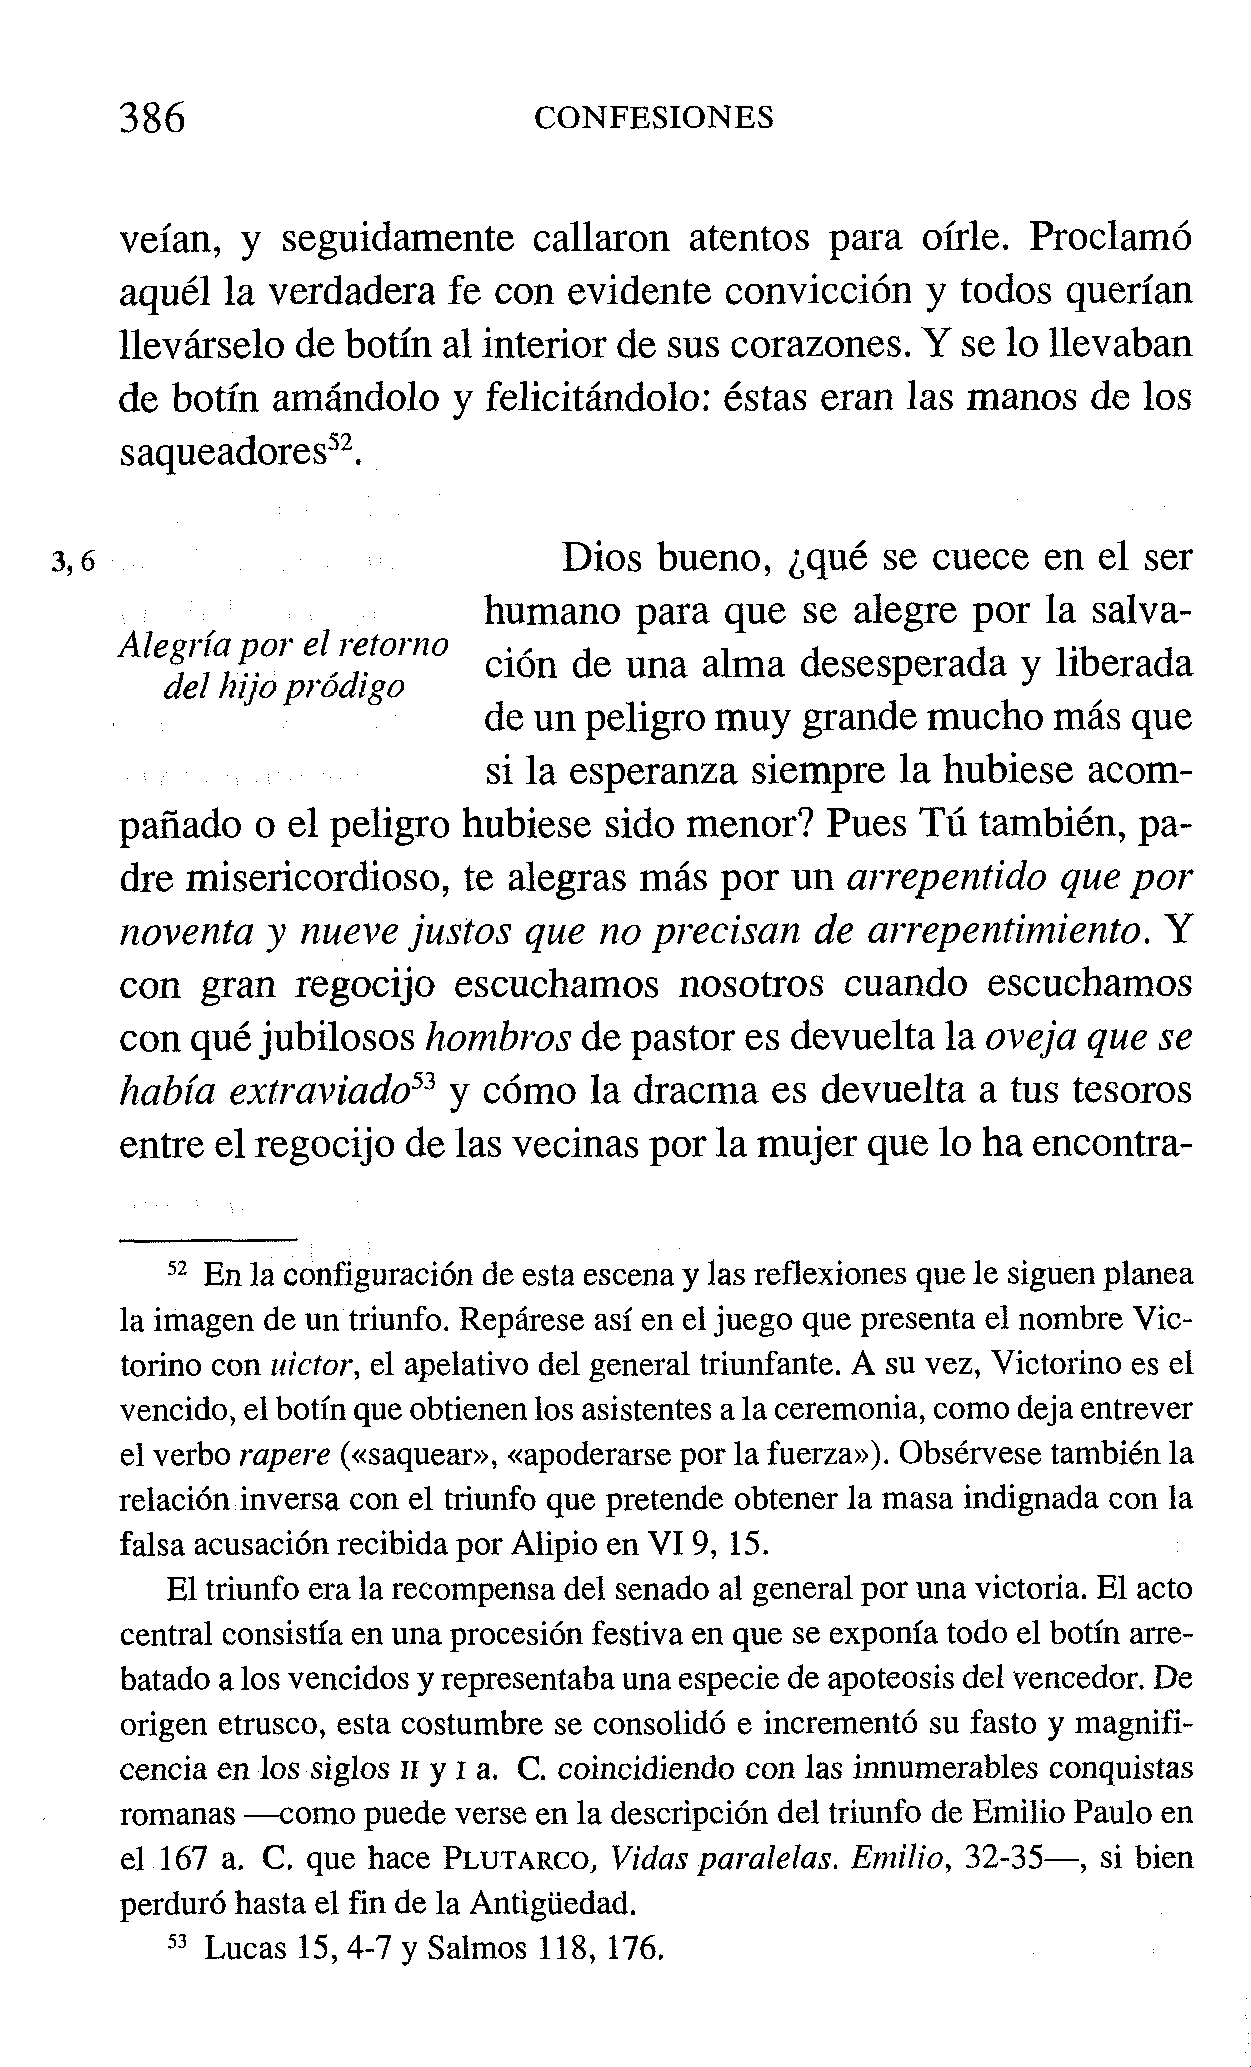 386 CONFESIONES
veían, y seguidamente callaron atentos para oírle. Proclamó
aquél la verdadera fe con evidente convicción y todos querían
llevárselo de botín al interior de sus corazones. Y se lo llevaban
de botín amándolo y felicitándolo: éstas eran las manos de los
saqueadores⁵².
3, 6
Alegría por el retorno
del hijo pródigo
Dios bueno, ¿qué se cuece en el ser
humano para que se alegre por la salva-
ción de una alma desesperada y liberada
de un peligro muy grande mucho más que
si la esperanza siempre la hubiese acom-
pañado o el peligro hubiese sido menor? Pues Tú también, pa-
dre misericordioso, te alegras más por un arrepentido que por
noventa y nueve justos que no precisan de arrepentimiento. Y
con gran regocijo escuchamos nosotros cuando escuchamos
con qué jubilosos hombros de pastor es devuelta la oveja que se
había extraviado⁵³ y cómo la dracma es devuelta a tus tesoros
entre el regocijo de las vecinas por la mujer que lo ha encontra-
⁵² En la configuración de esta escena y las reflexiones que le siguen planea
la imagen de un triunfo. Repárese así en el juego que presenta el nombre Vic-
torino con uictor, el apelativo del general triunfante. A su vez, Victorino es el
vencido, el botín que obtienen los asistentes a la ceremonia, como deja entrever
el verbo rapere («saquear», «apoderarse por la fuerza»). Obsérvese también la
relación inversa con el triunfo que pretende obtener la masa indignada con la
falsa acusación recibida por Alipio en VI 9, 15.
El triunfo era la recompensa del senado al general por una victoria. El acto
central consistía en una procesión festiva en que se exponía todo el botín arre-
batado a los vencidos y representaba una especie de apoteosis del vencedor. De
origen etrusco, esta costumbre se consolidó e incrementó su fasto y magnifi-
cencia en los siglos II y I a. C. coincidiendo con las innumerables conquistas
romanas —como puede verse en la descripción del triunfo de Emilio Paulo en
el 167 a. C. que hace PLUTARCO, Vidas paralelas. Emilio, 32-35—, si bien
perduró hasta el fin de la Antigüedad.
⁵³ Lucas 15, 4-7 y Salmos 118, 176.